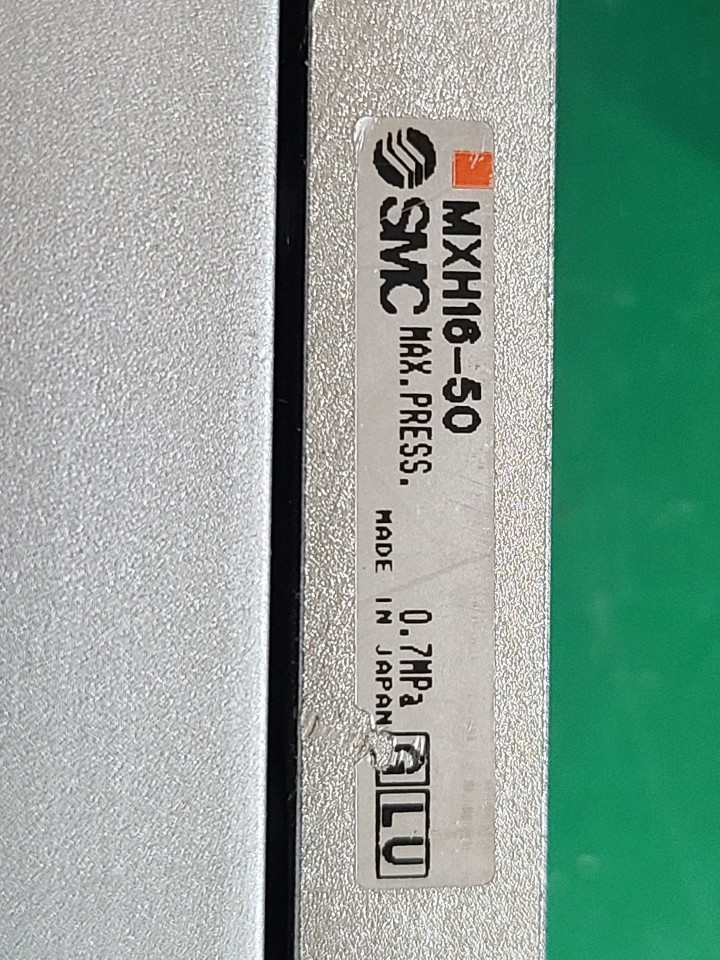 MXH16-50
SMC MAX.PRESS. 0.7MPa
MADE IN JAPAN LU